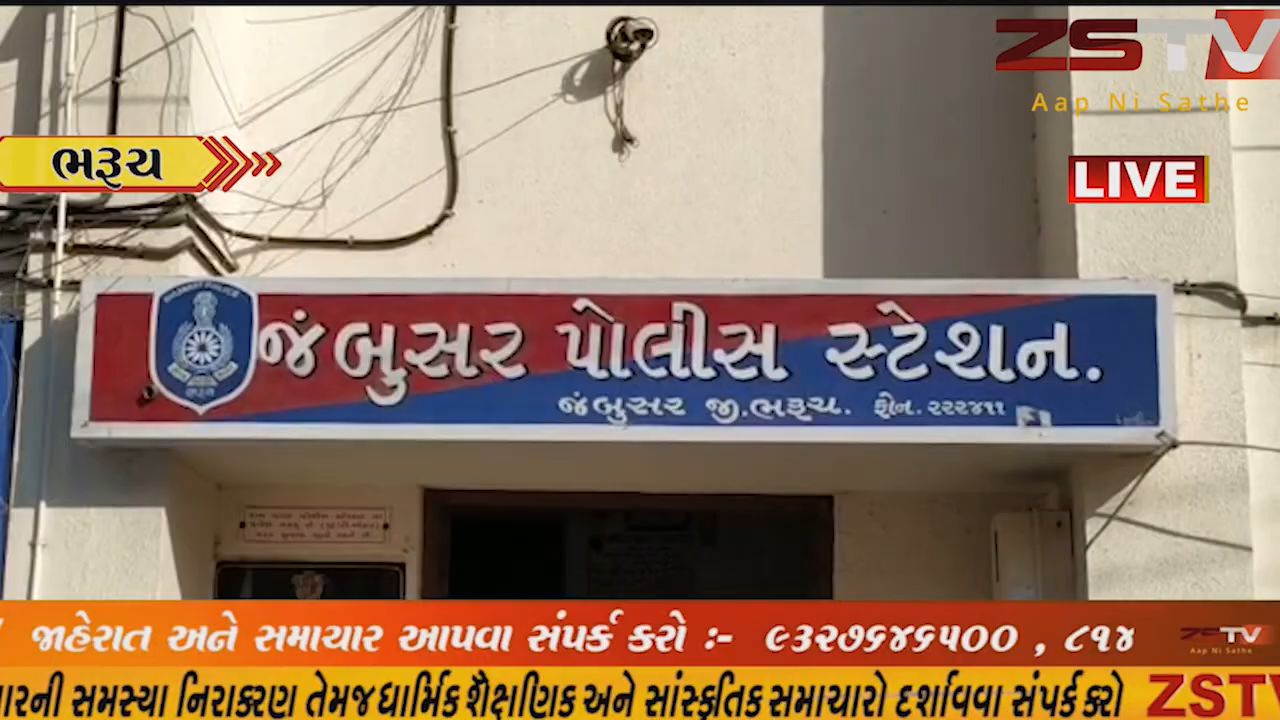 ZSTV
Aap Ni Sathe
ભરૂચ
LIVE
જંબુસર પોલીસ સ્ટેશન.
જંબુસર જી.ભરૂચ. ફોન.૨૨૨૪૧૧
જાહેરાત અને સમાચાર આપવા સંપર્ક કરો :- ૯૩૨૭૬૪૬૫૦૦ , ૮૧૪
ZSTV
Aap Ni Sathe
સમસ્યા નિરાકરણ તેમજ ધાર્મિક શૈક્ષણિક અને સાંસ્કૃતિક સમાચારો દર્શાવવા સંપર્ક કરો ZSTV